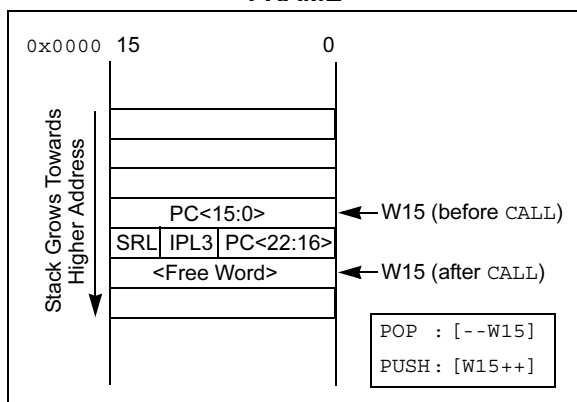 0x0000 15 0
Stack Grows Towards
Higher Address
PC<15:0>
W15 (before CALL)
SRL IPL3 PC<22:16>
<Free Word>
W15 (after CALL)
POP : [--W15]
PUSH : [W15++]